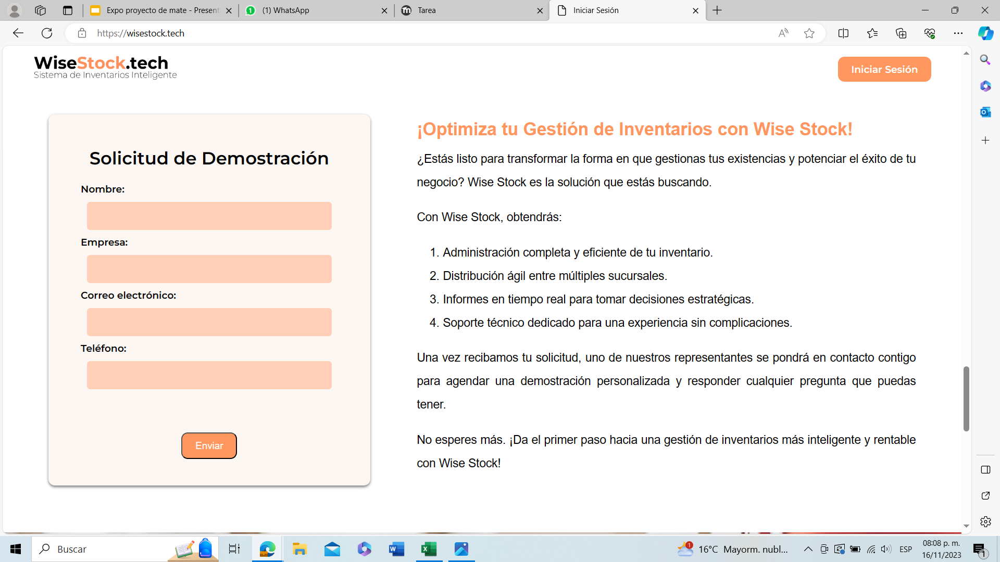 Expo proyecto de mate - Present
(1) WhatsApp
Tarea
Iniciar Sesión
https://wisestock.tech
WiseStock.tech
Sistema de Inventarios Inteligente
Iniciar Sesión
Solicitud de Demostración
Nombre:
Empresa:
Correo electrónico:
Teléfono:
Enviar
¡Optimiza tu Gestión de Inventarios con Wise Stock!
¿Estás listo para transformar la forma en que gestionas tus existencias y potenciar el éxito de tu
negocio? Wise Stock es la solución que estás buscando.
Con Wise Stock, obtendrás:
1. Administración completa y eficiente de tu inventario.
2. Distribución ágil entre múltiples sucursales.
3. Informes en tiempo real para tomar decisiones estratégicas.
4. Soporte técnico dedicado para una experiencia sin complicaciones.
Una vez recibamos tu solicitud, uno de nuestros representantes se pondrá en contacto contigo
para agendar una demostración personalizada y responder cualquier pregunta que puedas
tener.
No esperes más. ¡Da el primer paso hacia una gestión de inventarios más inteligente y rentable
con Wise Stock!
Buscar
1
16°C Mayorm. nubl...
ESP
08:08 p. m.
16/11/2023
1